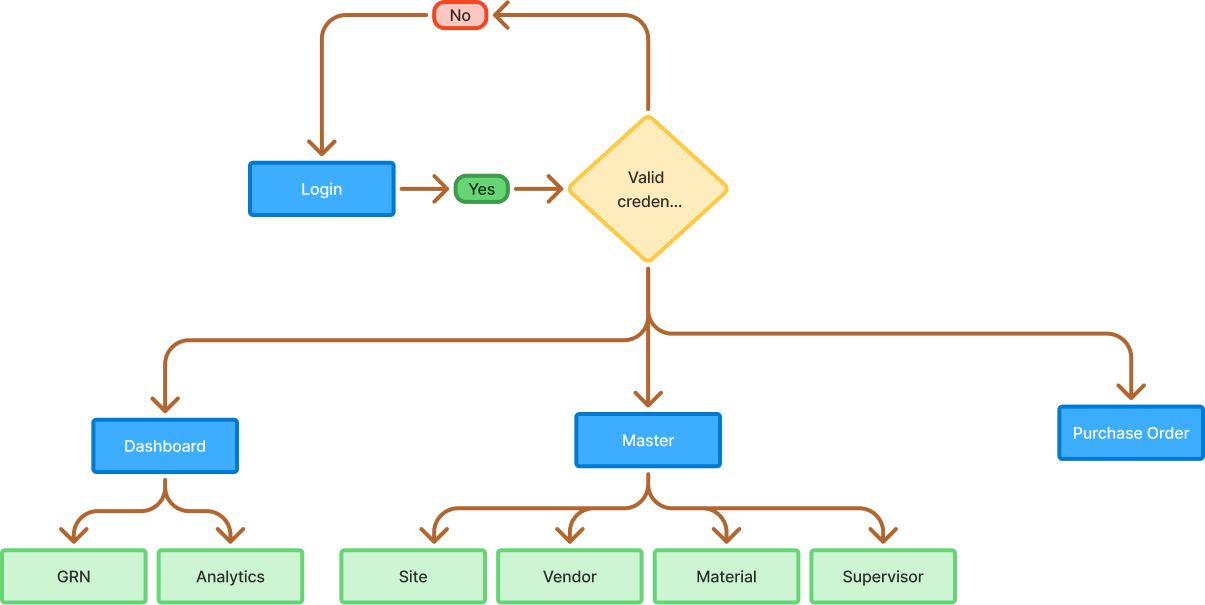 No
Login
Yes
Valid
creden...
Dashboard
Master
Purchase Order
GRN
Analytics
Site
Vendor
Material
Supervisor